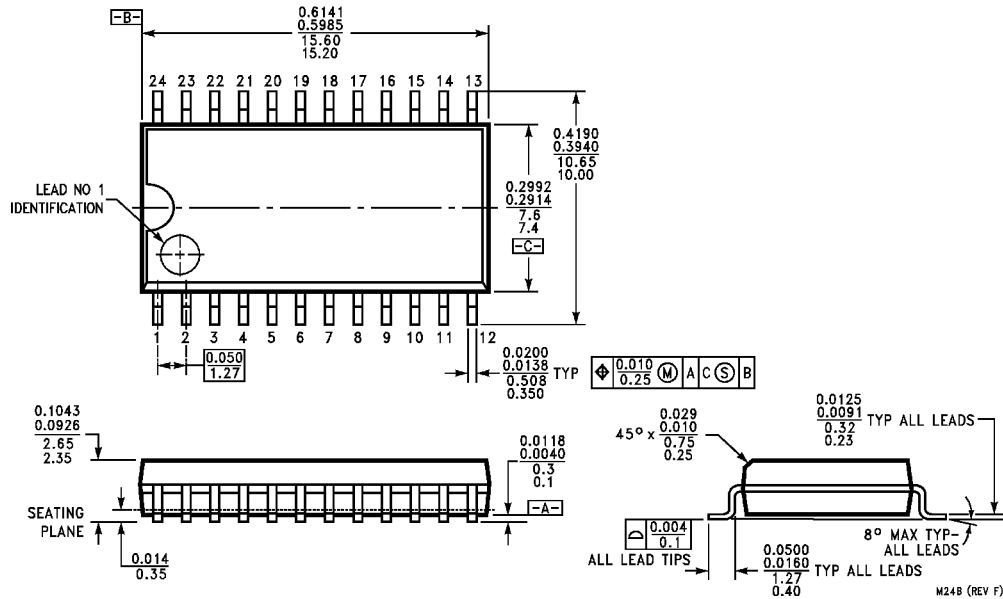 -B-
0.6141
0.5985
15.60
15.20
24 23 22 21 20 19 18 17 16 15 14 13
0.4190
0.3940
10.65
10.00
0.2992
0.2914
7.6
7.4
-C-
LEAD NO 1
IDENTIFICATION
1 2 3 4 5 6 7 8 9 10 11 12
0.050
1.27
0.0200
0.0138
0.508
0.350
TYP
0.010
0.25
M A C S B
0.1043
0.0926
2.65
2.35
0.0118
0.0040
0.3
0.1
-A-
SEATING
PLANE
0.014
0.35
45° x
0.029
0.010
0.75
0.25
0.0125
0.0091
0.32
0.23
TYP ALL LEADS
0.004
0.1
ALL LEAD TIPS
0.0500
0.0160
1.27
0.40
TYP ALL LEADS
8° MAX TYP-
ALL LEADS
M24B (REV F)